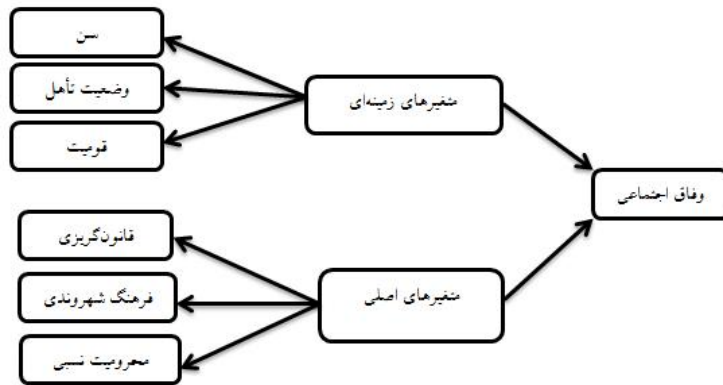 سن
وضعیت تأهل
متغیرهای زمینه‌ای
قومیت
وفاق اجتماعی
قانون‌گریزی
فرهنگ شهروندی
متغیرهای اصلی
محرومیت نسبی